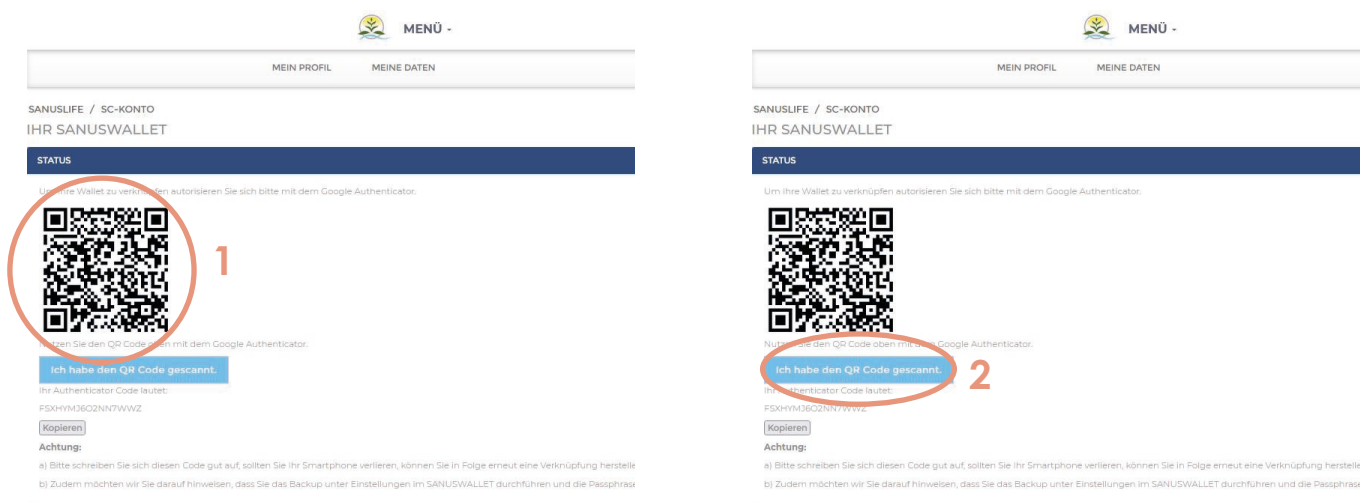 MENÜ -
MEIN PROFIL MEINE DATEN
SANUSLIFE / SC-KONTO
IHR SANUSWALLET
STATUS
Um Ihre Wallet zu verknüpfen autorisieren Sie sich bitte mit dem Google Authenticator.
1
Nutzen Sie den QR Code oben mit dem Google Authenticator.
Ich habe den QR Code gescannt.
Ihr Authenticator Code lautet:
FSXHYMJ6O2NN7WWZ
Kopieren
Achtung:
a) Bitte schreiben Sie sich diesen Code gut auf, sollten Sie Ihr Smartphone verlieren, können Sie in Folge erneut eine Verknüpfung herstelle
b) Zudem möchten wir Sie darauf hinweisen, dass Sie das Backup unter Einstellungen im SANUSWALLET durchführen und die Passphrase
MENÜ -
MEIN PROFIL MEINE DATEN
SANUSLIFE / SC-KONTO
IHR SANUSWALLET
STATUS
Um Ihre Wallet zu verknüpfen autorisieren Sie sich bitte mit dem Google Authenticator.
Nutzen Sie den QR Code oben mit dem Google Authenticator.
Ich habe den QR Code gescannt.
2
Ihr Authenticator Code lautet:
FSXHYMJ6O2NN7WWZ
Kopieren
Achtung:
a) Bitte schreiben Sie sich diesen Code gut auf, sollten Sie Ihr Smartphone verlieren, können Sie in Folge erneut eine Verknüpfung herstelle
b) Zudem möchten wir Sie darauf hinweisen, dass Sie das Backup unter Einstellungen im SANUSWALLET durchführen und die Passphrase